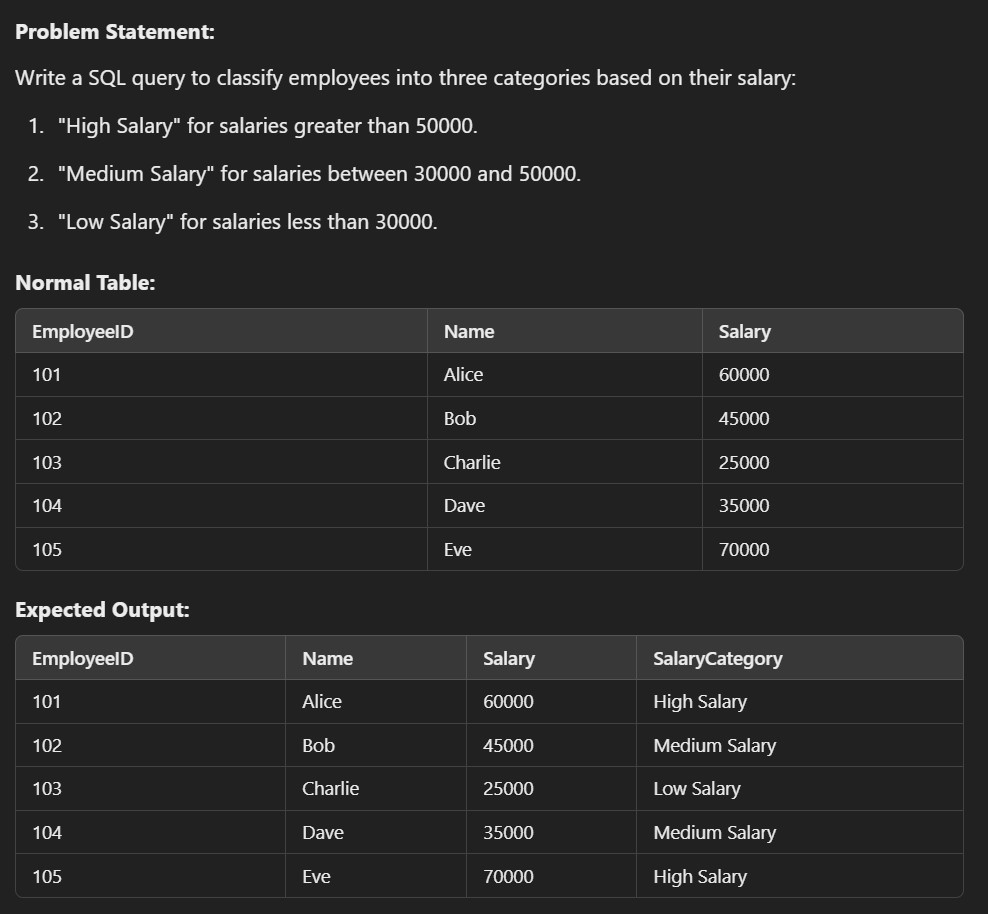 Problem Statement:
Write a SQL query to classify employees into three categories based on their salary:
1. "High Salary" for salaries greater than 50000.
2. "Medium Salary" for salaries between 30000 and 50000.
3. "Low Salary" for salaries less than 30000.
Normal Table:
EmployeeID Name Salary
101 Alice 60000
102 Bob 45000
103 Charlie 25000
104 Dave 35000
105 Eve 70000
Expected Output:
EmployeeID Name Salary SalaryCategory
101 Alice 60000 High Salary
102 Bob 45000 Medium Salary
103 Charlie 25000 Low Salary
104 Dave 35000 Medium Salary
105 Eve 70000 High Salary